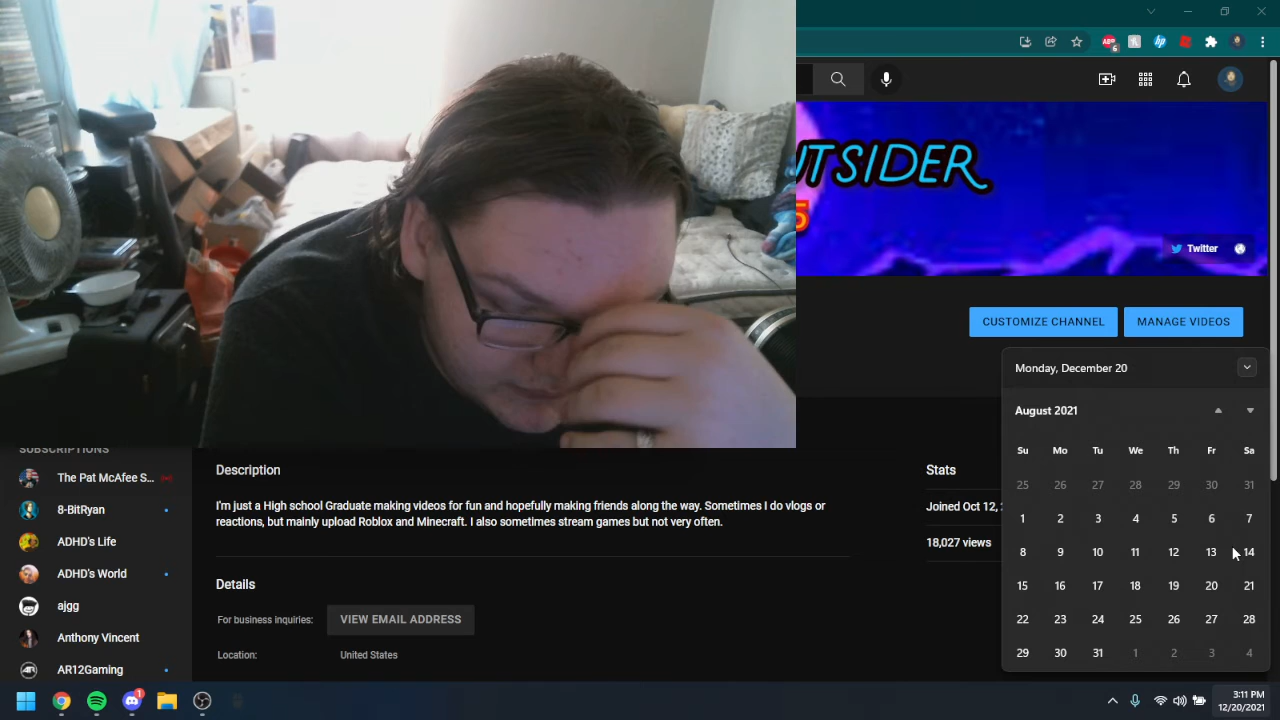 ABP
6
hp
UTSIDER
5
Twitter
CUSTOMIZE CHANNEL
MANAGE VIDEOS
Monday, December 20
August 2021
Su Mo Tu We Th Fr Sa
25 26 27 28 29 30 31
1 2 3 4 5 6 7
8 9 10 11 12 13 14
15 16 17 18 19 20 21
22 23 24 25 26 27 28
29 30 31 1 2 3 4
SUBSCRIPTIONS
The Pat McAfee S...
8-BitRyan
ADHD's Life
ADHD's World
ajgg
Anthony Vincent
AR12Gaming
Description
I'm just a High school Graduate making videos for fun and hopefully making friends along the way. Sometimes I do vlogs or
reactions, but mainly upload Roblox and Minecraft. I also sometimes stream games but not very often.
Details
For business inquiries:
VIEW EMAIL ADDRESS
Location:
United States
Stats
Joined Oct 12,
18,027 views
1
3:11 PM
12/20/2021